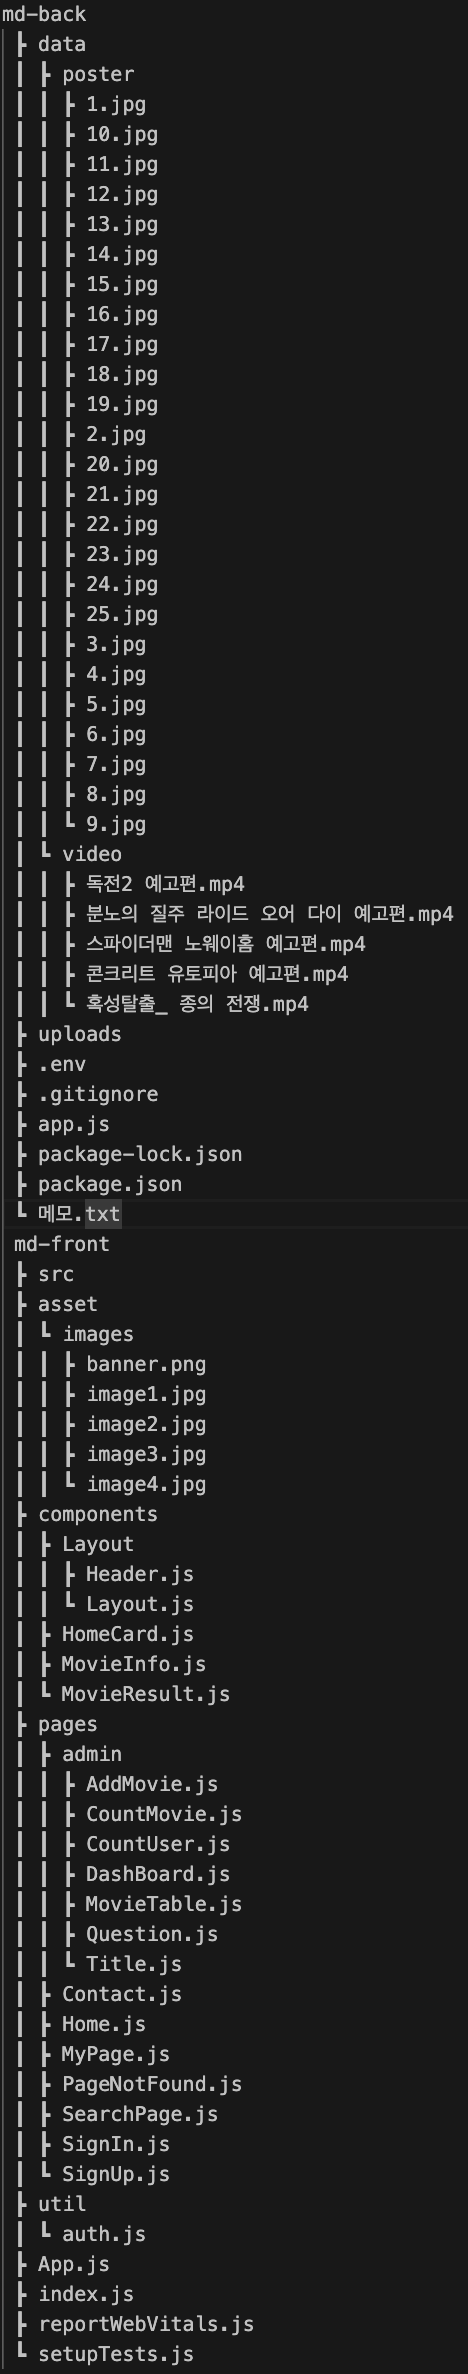 md-back
┣ data
┃ ┣ poster
┃ ┃ ┣ 1.jpg
┃ ┃ ┣ 10.jpg
┃ ┃ ┣ 11.jpg
┃ ┃ ┣ 12.jpg
┃ ┃ ┣ 13.jpg
┃ ┃ ┣ 14.jpg
┃ ┃ ┣ 15.jpg
┃ ┃ ┣ 16.jpg
┃ ┃ ┣ 17.jpg
┃ ┃ ┣ 18.jpg
┃ ┃ ┣ 19.jpg
┃ ┃ ┣ 2.jpg
┃ ┃ ┣ 20.jpg
┃ ┃ ┣ 21.jpg
┃ ┃ ┣ 22.jpg
┃ ┃ ┣ 23.jpg
┃ ┃ ┣ 24.jpg
┃ ┃ ┣ 25.jpg
┃ ┃ ┣ 3.jpg
┃ ┃ ┣ 4.jpg
┃ ┃ ┣ 5.jpg
┃ ┃ ┣ 6.jpg
┃ ┃ ┣ 7.jpg
┃ ┃ ┣ 8.jpg
┃ ┃ ┗ 9.jpg
┃ ┗ video
┃ ┃ ┣ 독전2 예고편.mp4
┃ ┃ ┣ 분노의 질주 라이드 오어 다이 예고편.mp4
┃ ┃ ┣ 스파이더맨 노웨이홈 예고편.mp4
┃ ┃ ┣ 콘크리트 유토피아 예고편.mp4
┃ ┃ ┗ 혹성탈출_ 종의 전쟁.mp4
┣ uploads
┣ .env
┣ .gitignore
┣ app.js
┣ package-lock.json
┣ package.json
┗ 메모.txt
md-front
┣ src
┣ asset
┃ ┗ images
┃ ┃ ┣ banner.png
┃ ┃ ┣ image1.jpg
┃ ┃ ┣ image2.jpg
┃ ┃ ┣ image3.jpg
┃ ┃ ┗ image4.jpg
┣ components
┃ ┣ Layout
┃ ┃ ┣ Header.js
┃ ┃ ┗ Layout.js
┃ ┣ HomeCard.js
┃ ┣ MovieInfo.js
┃ ┗ MovieResult.js
┣ pages
┃ ┣ admin
┃ ┃ ┣ AddMovie.js
┃ ┃ ┣ CountMovie.js
┃ ┃ ┣ CountUser.js
┃ ┃ ┣ DashBoard.js
┃ ┃ ┣ MovieTable.js
┃ ┃ ┣ Question.js
┃ ┃ ┗ Title.js
┃ ┣ Contact.js
┃ ┣ Home.js
┃ ┣ MyPage.js
┃ ┣ PageNotFound.js
┃ ┣ SearchPage.js
┃ ┣ SignIn.js
┃ ┗ SignUp.js
┣ util
┃ ┗ auth.js
┣ App.js
┣ index.js
┣ reportWebVitals.js
┗ setupTests.js